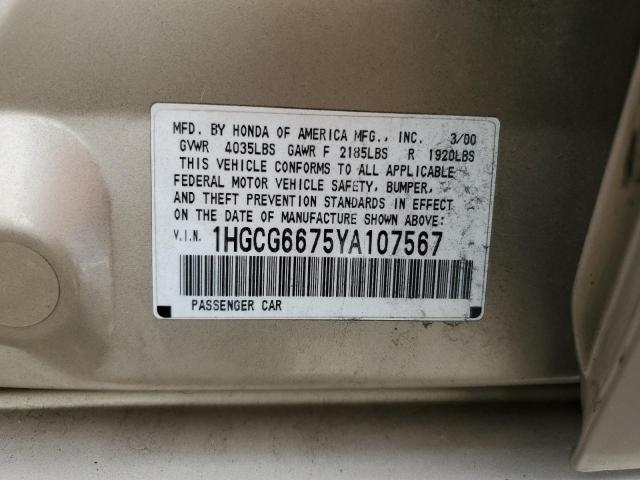 MFD. BY HONDA OF AMERICA MFG., INC. 3/00
GVWR 4035LBS GAWR F 2185LBS R 1920LBS
THIS VEHICLE CONFORMS TO ALL APPLICABLE
FEDERAL MOTOR VEHICLE SAFETY, BUMPER,
AND THEFT PREVENTION STANDARDS IN EFFECT
ON THE DATE OF MANUFACTURE SHOWN ABOVE:
V.I.N. 1HGCG6675YA107567
PASSENGER CAR